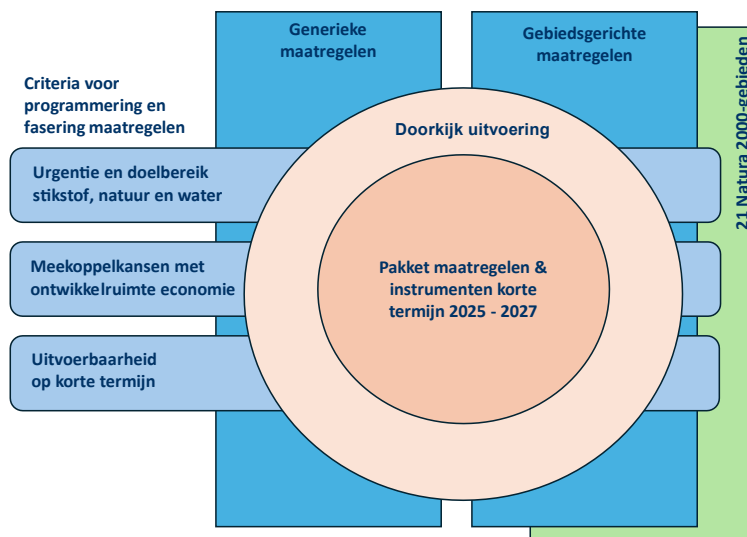 Generieke
maatregelen
Gebiedsgerichte
maatregelen
21 Natura 2000-gebieden
Criteria voor
programmering en
fasering maatregelen
Doorkijk uitvoering
Urgentie en doelbereik
stikstof, natuur en water
Meekoppelkansen met
ontwikkelruimte economie
Pakket maatregelen &
instrumenten korte
termijn 2025 - 2027
Uitvoerbaarheid
op korte termijn